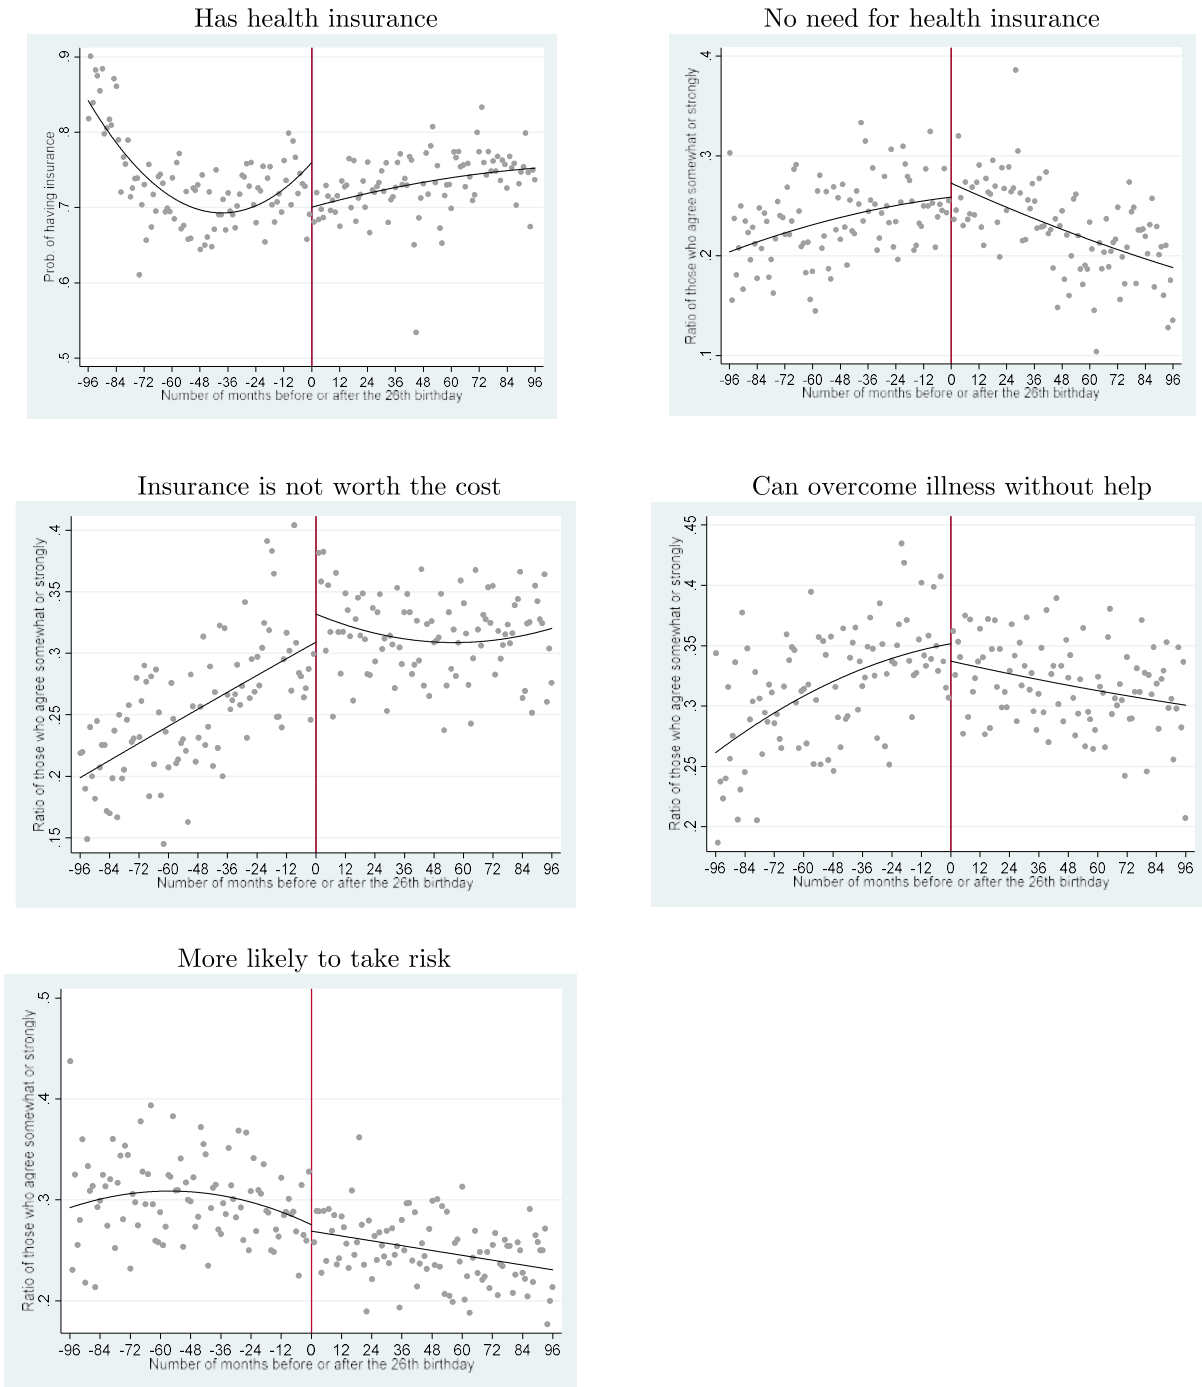 Has health insurance
Prob. of having insurance
.9
.8
.7
.6
.5
-96 -84 -72 -60 -48 -36 -24 -12 0 12 24 36 48 60 72 84 96
Number of months before or after the 26th birthday
No need for health insurance
Ratio of those who agree somewhat or strongly
.4
.3
.2
.1
-96 -84 -72 -60 -48 -36 -24 -12 0 12 24 36 48 60 72 84 96
Number of months before or after the 26th birthday
Insurance is not worth the cost
Ratio of those who agree somewhat or strongly
.4
.35
.3
.25
.2
.15
-96 -84 -72 -60 -48 -36 -24 -12 0 12 24 36 48 60 72 84 96
Number of months before or after the 26th birthday
Can overcome illness without help
Ratio of those who agree somewhat or strongly
.45
.4
.35
.3
.25
.2
-96 -84 -72 -60 -48 -36 -24 -12 0 12 24 36 48 60 72 84 96
Number of months before or after the 26th birthday
More likely to take risk
Ratio of those who agree somewhat or strongly
.5
.4
.3
.2
-96 -84 -72 -60 -48 -36 -24 -12 0 12 24 36 48 60 72 84 96
Number of months before or after the 26th birthday